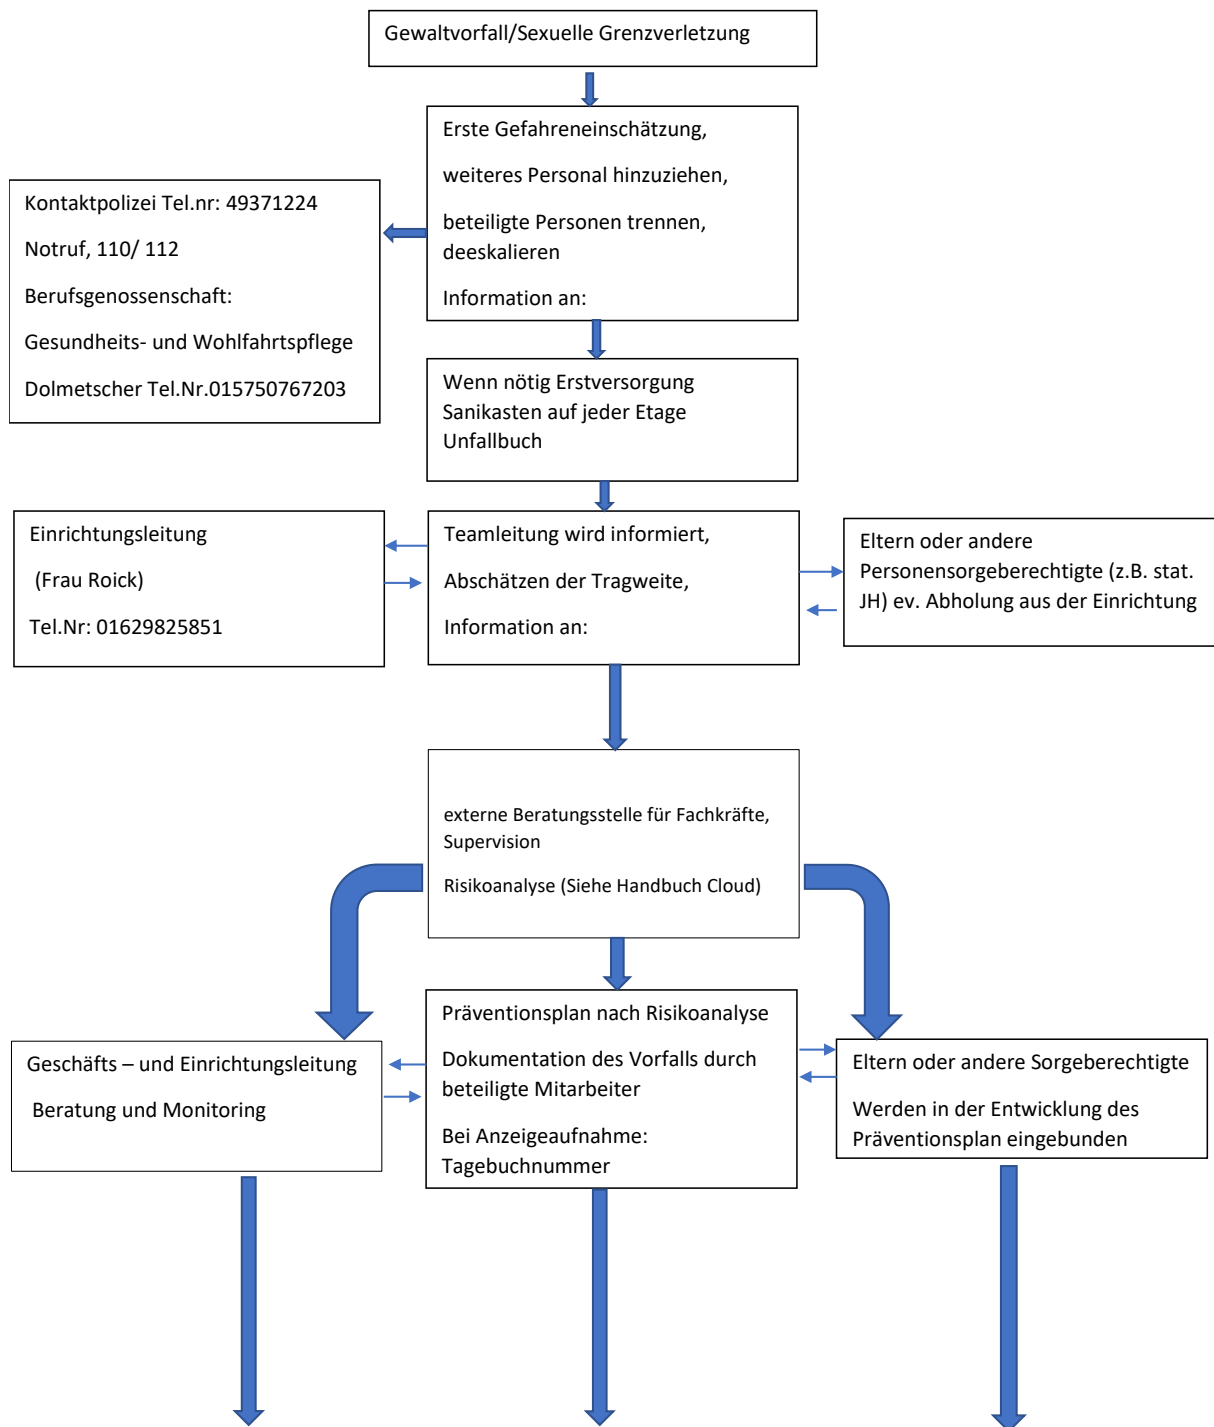 Gewaltvorfall/Sexuelle Grenzverletzung
Erste Gefahreneinschätzung,
weiteres Personal hinzuziehen,
beteiligte Personen trennen,
deeskalieren
Information an:
Kontaktpolizei Tel.nr: 49371224
Notruf, 110/ 112
Berufsgenossenschaft:
Gesundheits- und Wohlfahrtspflege
Dolmetscher Tel.Nr.015750767203
Wenn nötig Erstversorgung
Sanikasten auf jeder Etage
Unfallbuch
Einrichtungsleitung
(Frau Roick)
Tel.Nr: 01629825851
Teamleitung wird informiert,
Abschätzen der Tragweite,
Information an:
Eltern oder andere
Personensorgeberechtigte (z.B. stat.
JH) ev. Abholung aus der Einrichtung
externe Beratungsstelle für Fachkräfte,
Supervision
Risikoanalyse (Siehe Handbuch Cloud)
Geschäfts – und Einrichtungsleitung
Beratung und Monitoring
Präventionsplan nach Risikoanalyse
Dokumentation des Vorfalls durch
beteiligte Mitarbeiter
Bei Anzeigeaufnahme:
Tagebuchnummer
Eltern oder andere Sorgeberechtigte
Werden in der Entwicklung des
Präventionsplan eingebunden